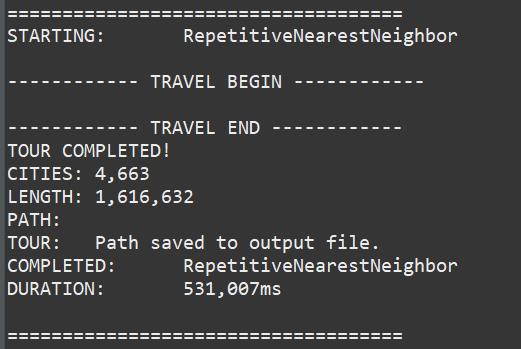 ====================================
STARTING: RepetitiveNearestNeighbor
------------ TRAVEL BEGIN ------------
------------ TRAVEL END ------------
TOUR COMPLETED!
CITIES: 4,663
LENGTH: 1,616,632
PATH:
TOUR: Path saved to output file.
COMPLETED: RepetitiveNearestNeighbor
DURATION: 531,007ms
====================================